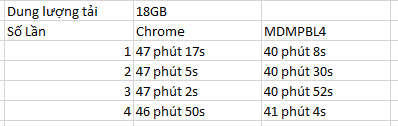 Dung lượng tải 18GB
Số Lần Chrome MDMPBL4
1 47 phút 17s 40 phút 8s
2 47 phút 5s 40 phút 30s
3 47 phút 2s 40 phút 52s
4 46 phút 50s 41 phút 4s